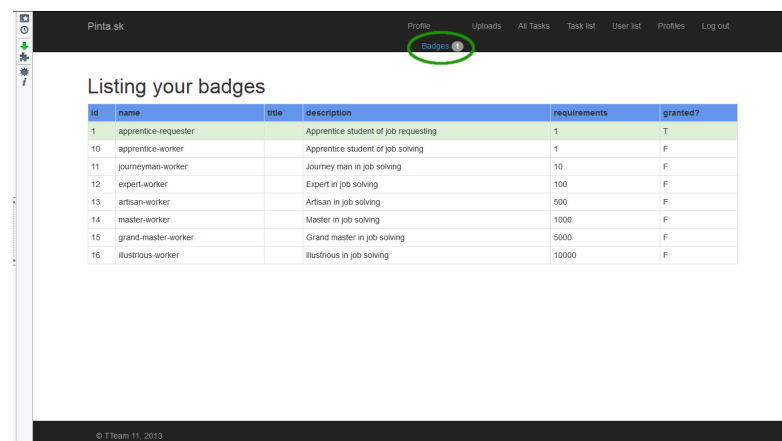 Pinta.sk Profile Uploads All Tasks Task list User list Profiles Log out
Badges 1
Listing your badges
id name title description requirements granted?
1 apprentice-requester Apprentice student of job requesting 1 T
10 apprentice-worker Apprentice student of job solving 1 F
11 journeyman-worker Journey man in job solving 10 F
12 expert-worker Expert in job solving 100 F
13 artisan-worker Artisan in job solving 500 F
14 master-worker Master in job solving 1000 F
15 grand-master-worker Grand master in job solving 5000 F
16 illustrious-worker Illustrious in job solving 10000 F
© TTeam 11, 2013